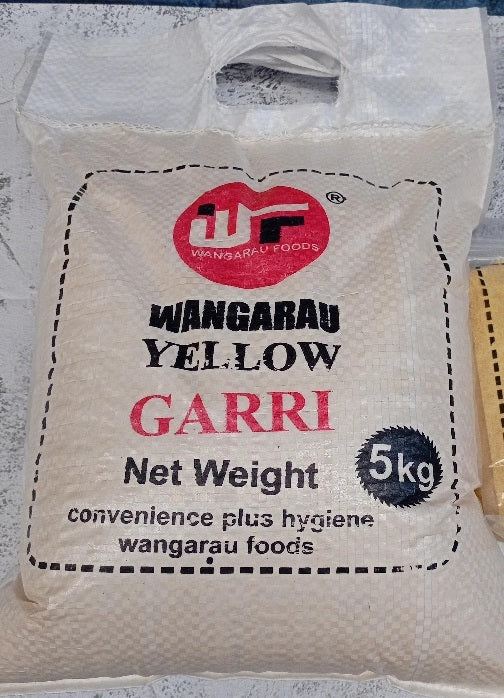 WF
®
WANGARAU FOODS
WANGARAU
YELLOW
GARRI
Net Weight
5kg
convenience plus hygiene
wangarau foods